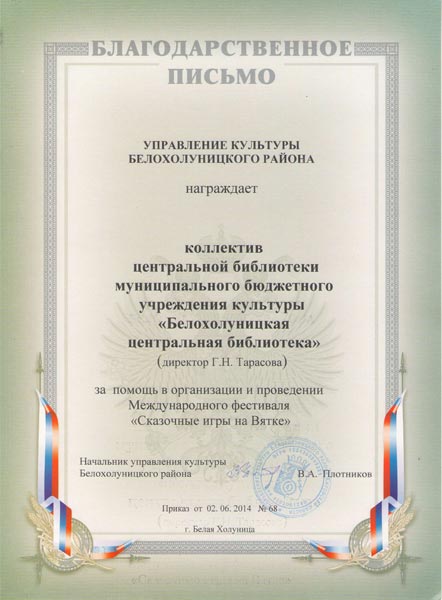 БЛАГОДАРСТВЕННОЕ
ПИСЬМО
УПРАВЛЕНИЕ КУЛЬТУРЫ
БЕЛОХОЛУНИЦКОГО РАЙОНА
награждает
коллектив
центральной библиотеки
муниципального бюджетного
учреждения культуры
«Белохолуницкая
центральная библиотека»
(директор Г.Н. Тарасова)
за помощь в организации и проведении
Международного фестиваля
«Сказочные игры на Вятке»
Начальник управления культуры
Белохолуницкого района В.А. Плотников
Приказ от 02. 06. 2014 № 68
г. Белая Холуница